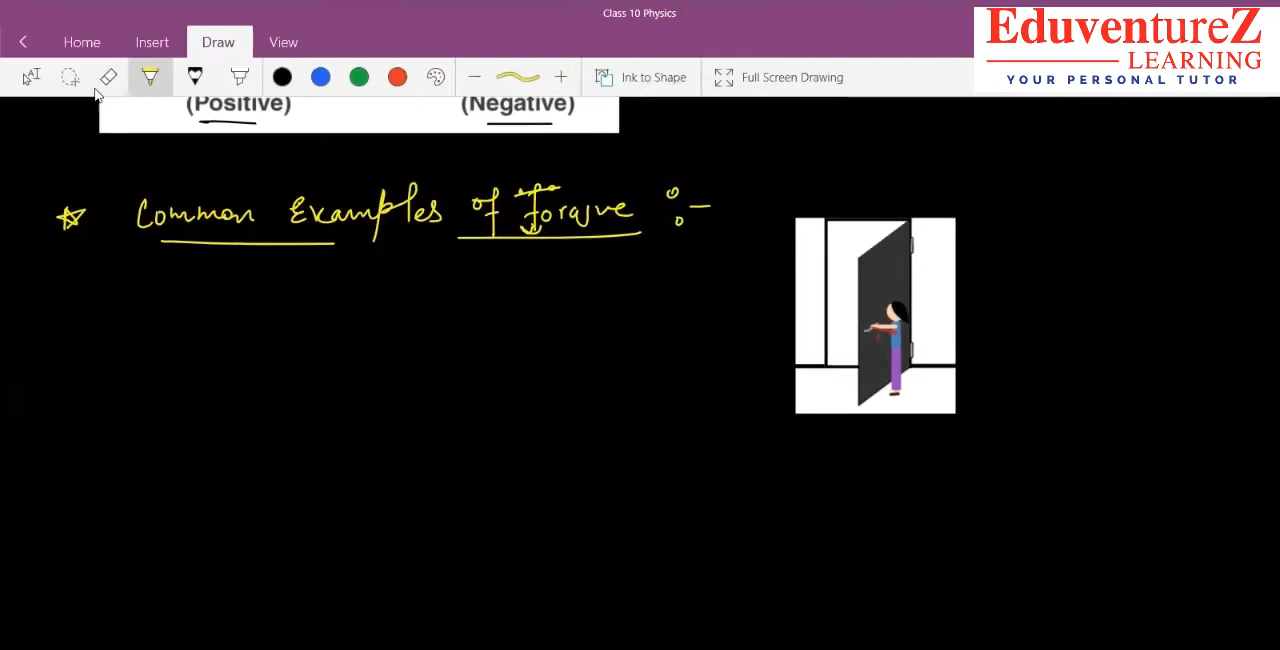 Class 10 Physics
EduventureZ
LEARNING
YOUR PERSONAL TUTOR
Home Insert Draw View
Ink to Shape Full Screen Drawing
(Positive) (Negative)
☆ Common Examples of Torque :-